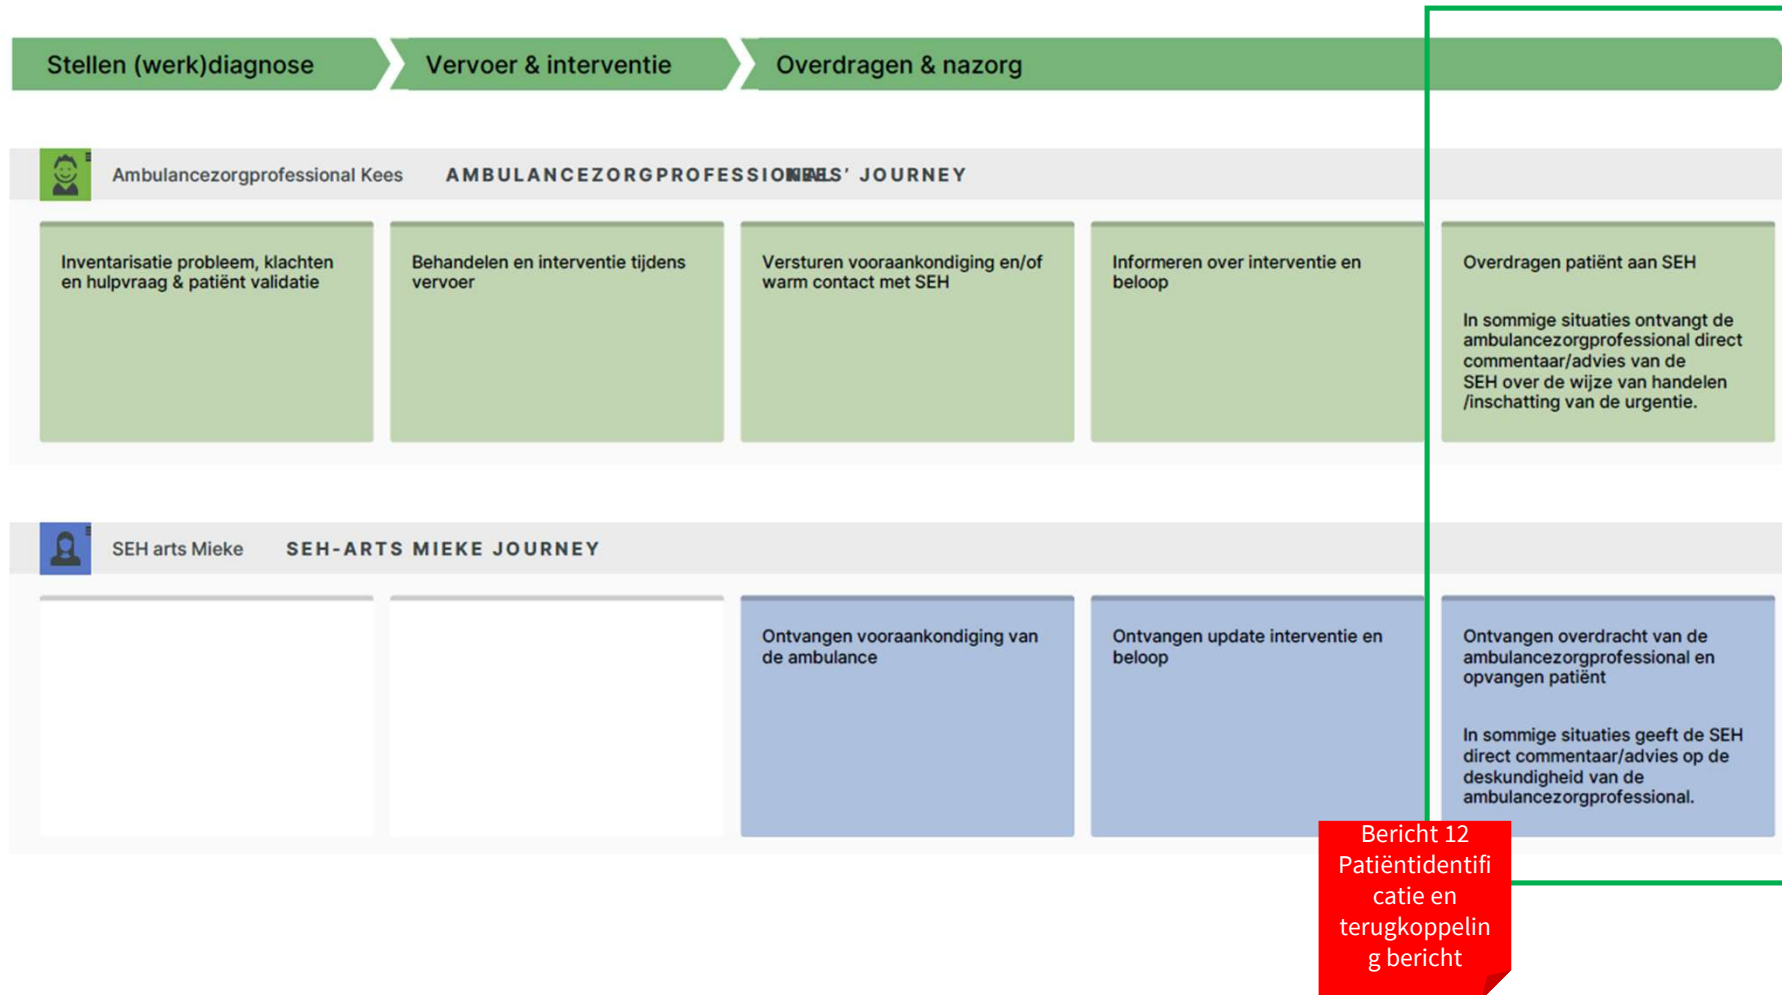 Stellen (werk)diagnose
Vervoer & interventie
Overdragen & nazorg
Ambulancezorgprofessional Kees
AMBULANCEZORGPROFESSIONAL KEES' JOURNEY
Inventarisatie probleem, klachten
en hulpvraag & patiënt validatie
Behandelen en interventie tijdens
vervoer
Versturen vooraankondiging en/of
warm contact met SEH
Informeren over interventie en
beloop
Overdragen patiënt aan SEH
In sommige situaties ontvangt de
ambulancezorgprofessional direct
commentaar/advies van de
SEH over de wijze van handelen
/inschatting van de urgentie.
SEH arts Mieke
SEH-ARTS MIEKE JOURNEY
Ontvangen vooraankondiging van
de ambulance
Ontvangen update interventie en
beloop
Ontvangen overdracht van de
ambulancezorgprofessional en
opvangen patiënt
In sommige situaties geeft de SEH
direct commentaar/advies op de
deskundigheid van de
ambulancezorgprofessional.
Bericht 12
Patiëntidentifi
catie en
terugkoppelin
g bericht